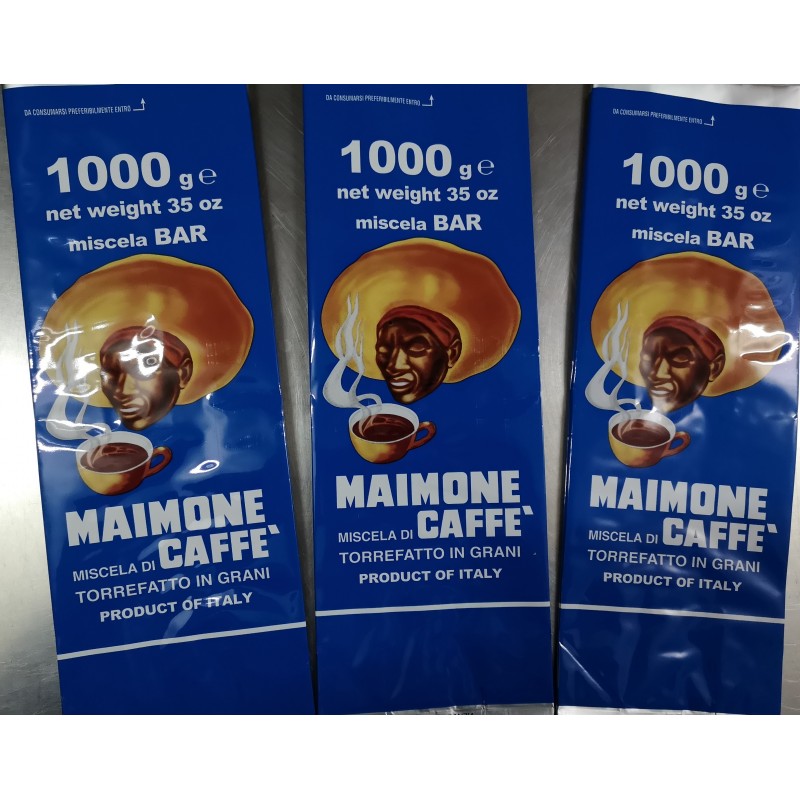 DA CONSUMARSI PREFERIBILMENTE ENTRO
1000 g e
net weight 35 oz
miscela BAR
MAIMONE
MISCELA DI CAFFE`
TORREFATTO IN GRANI
PRODUCT OF ITALY
DA CONSUMARSI PREFERIBILMENTE ENTRO
1000 g e
net weight 35 oz
miscela BAR
MAIMONE
MISCELA DI CAFFE`
TORREFATTO IN GRANI
PRODUCT OF ITALY
DA CONSUMARSI PREFERIBILMENTE ENTRO
1000 g e
net weight 35 oz
miscela BAR
MAIMONE
MISCELA DI CAFFE`
TORREFATTO IN GRANI
PRODUCT OF ITALY